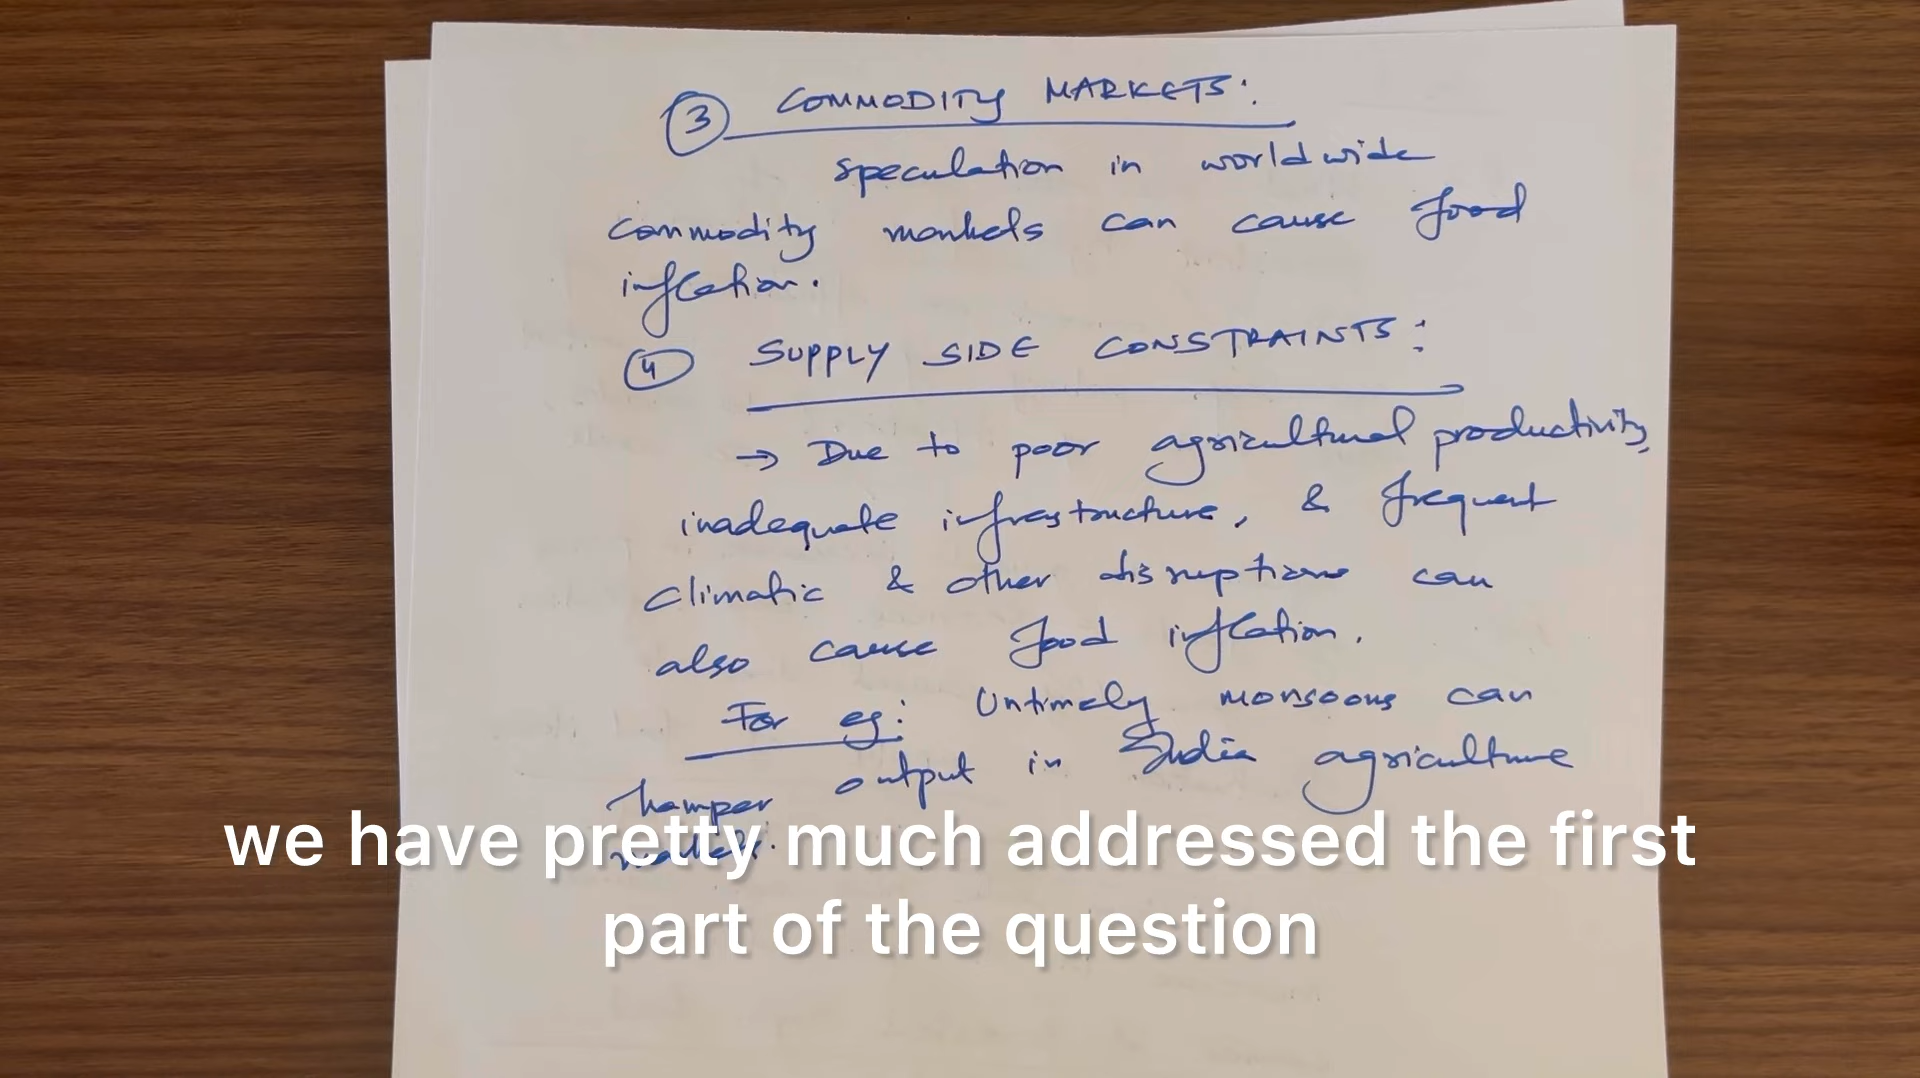 3 COMMODITY MARKETS:
speculation in worldwide
commodity markets can cause food
inflation.
4 SUPPLY SIDE CONSTRAINTS:
→ Due to poor agricultural productivity,
inadequate infrastructure, & frequent
climatic & other disruptions can
also cause food inflation.
For eg: Untimely monsoons can
hamper output in India agriculture
we have pretty much addressed the first
part of the question